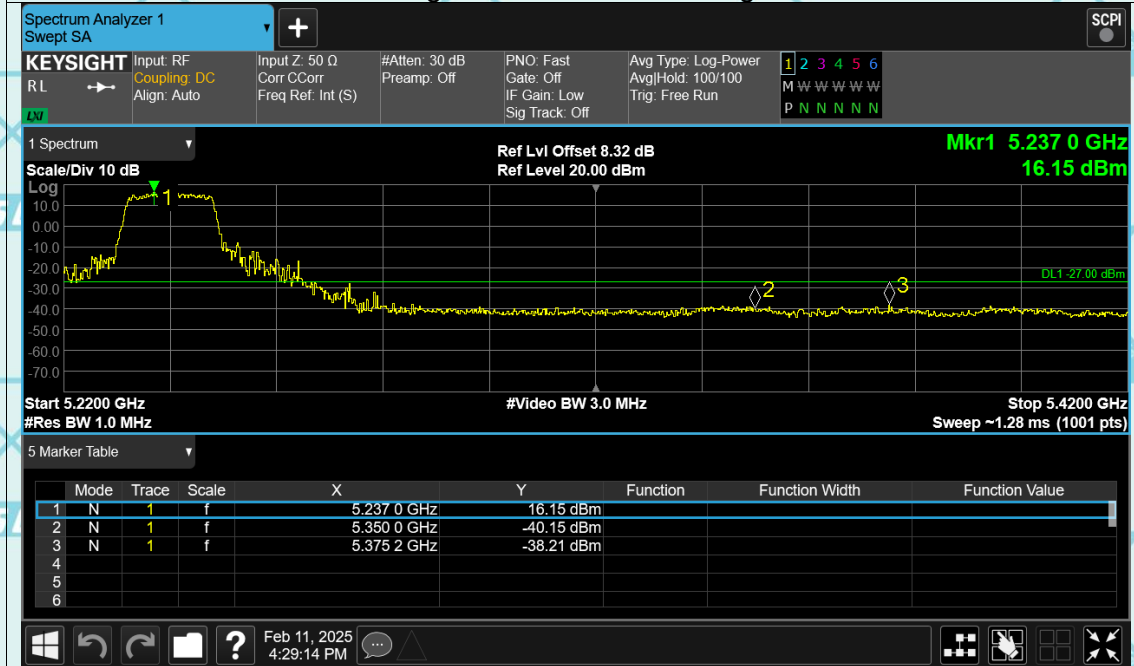 Spectrum Analyzer 1
Swept SA
+
SCPI
KEYSIGHT
RL
LXI
Input: RF
Coupling: DC
Align: Auto
Input Z: 50 Ω
Corr CCorr
Freq Ref: Int (S)
#Atten: 30 dB
Preamp: Off
PNO: Fast
Gate: Off
IF Gain: Low
Sig Track: Off
Avg Type: Log-Power
Avg|Hold: 100/100
Trig: Free Run
1 2 3 4 5 6
M W W W W W
P N N N N N
1 Spectrum
Scale/Div 10 dB
Ref Lvl Offset 8.32 dB
Ref Level 20.00 dBm
Mkr1 5.237 0 GHz
16.15 dBm
Log
10.0
0.00
-10.0
-20.0
-30.0
-40.0
-50.0
-60.0
-70.0
1
2
3
DL1 -27.00 dBm
Start 5.2200 GHz
#Res BW 1.0 MHz
#Video BW 3.0 MHz
Stop 5.4200 GHz
Sweep ~1.28 ms (1001 pts)
5 Marker Table
Mode Trace Scale X Y Function Function Width Function Value
1 N 1 f 5.237 0 GHz 16.15 dBm
2 N 1 f 5.350 0 GHz -40.15 dBm
3 N 1 f 5.375 2 GHz -38.21 dBm
4
5
6
?
Feb 11, 2025
4:29:14 PM